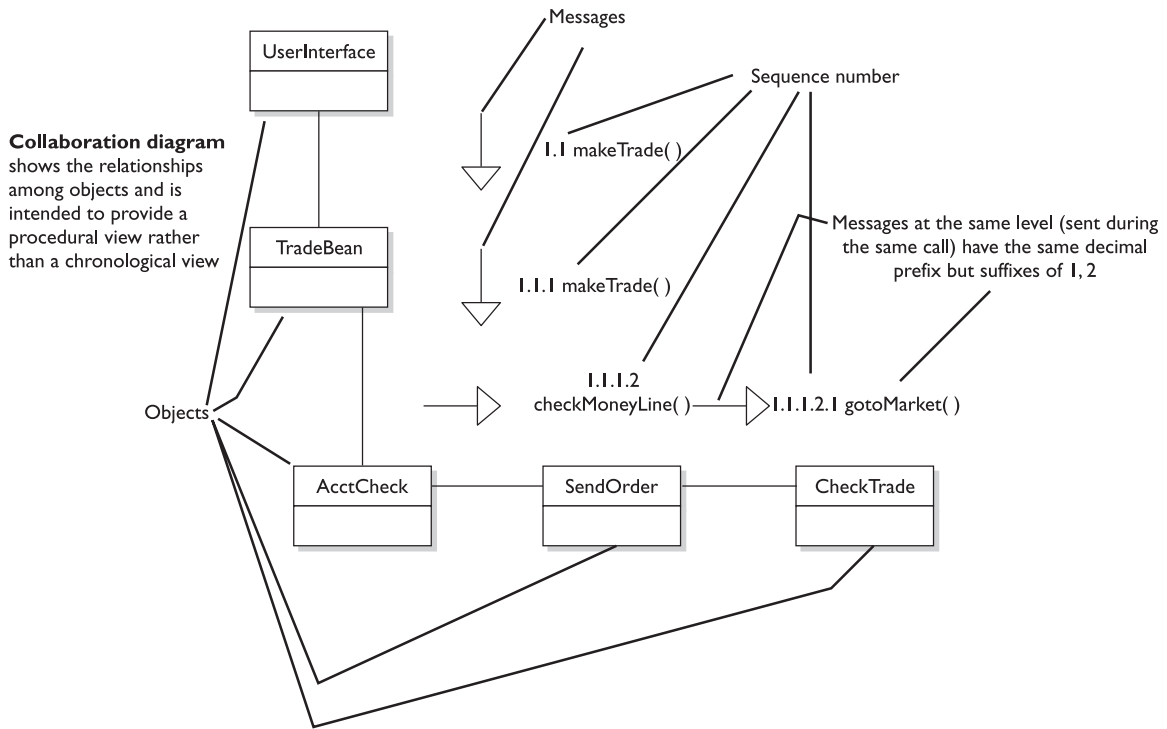 Messages
UserInterface
Sequence number
Collaboration diagram
shows the relationships
among objects and is
intended to provide a
procedural view rather
than a chronological view
1.1 makeTrade( )
TradeBean
Messages at the same level (sent during
the same call) have the same decimal
prefix but suffixes of 1, 2
1.1.1 makeTrade( )
1.1.1.2
checkMoneyLine( )
1.1.1.2.1 gotoMarket( )
Objects
AcctCheck
SendOrder
CheckTrade